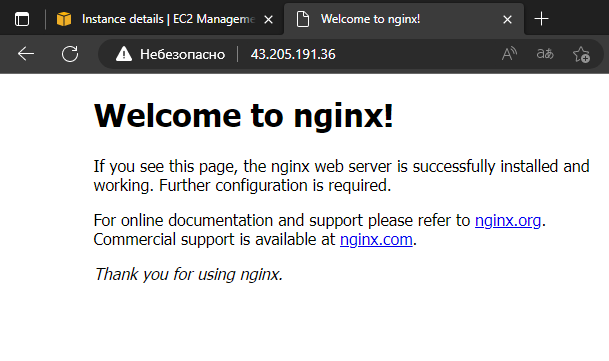 Instance details | EC2 Manageme
Welcome to nginx!
Небезопасно
43.205.191.36
Welcome to nginx!
If you see this page, the nginx web server is successfully installed and
working. Further configuration is required.
For online documentation and support please refer to nginx.org.
Commercial support is available at nginx.com.
Thank you for using nginx.